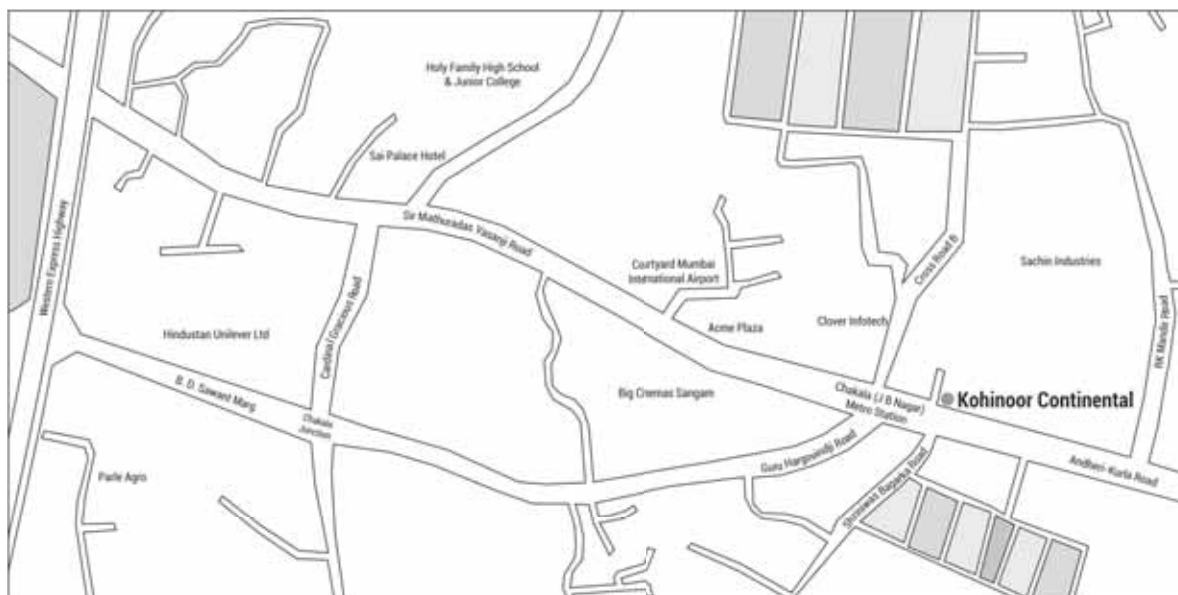 Holy Family High School
& Junior College
Sai Palace Hotel
Western Express Highway
Sir Mathuradas Vasanji Road
Courtyard Mumbai
International Airport
Cross Road B
Sachin Industries
RK Mande Road
Hindustan Unilever Ltd
Cardinal Gracious Road
Acme Plaza
Clover Infotech
B. D. Sawant Marg
Chakala
Junction
Big Cinemas Sangam
Chakala (J B Nagar)
Metro Station
Kohinoor Continental
Guru Hargovindji Road
Parle Agro
Shriniwas Bagarka Road
Andheri-Kurla Road